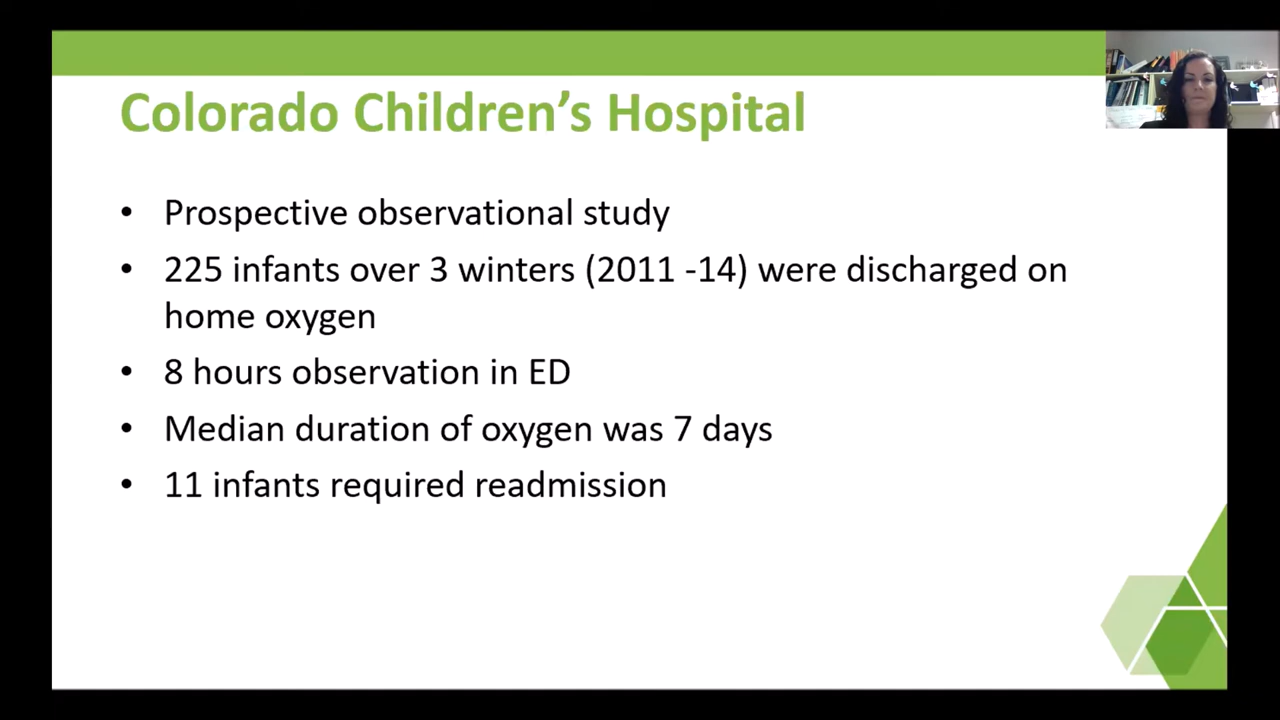 Colorado Children’s Hospital
• Prospective observational study
• 225 infants over 3 winters (2011 -14) were discharged on
home oxygen
• 8 hours observation in ED
• Median duration of oxygen was 7 days
• 11 infants required readmission